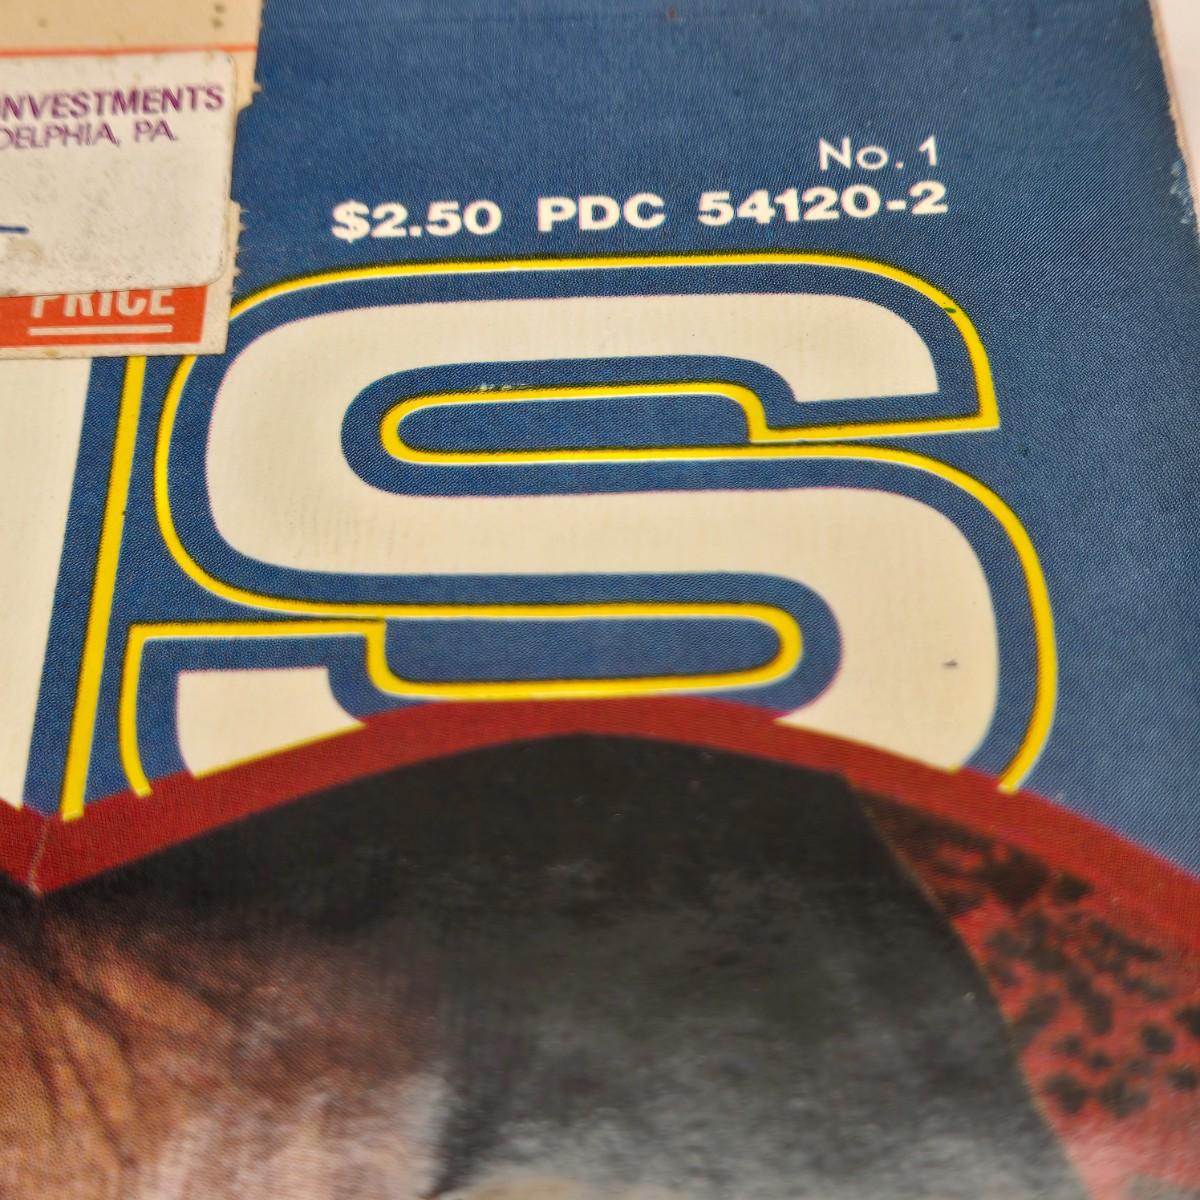 INVESTMENTS
DELPHIA, PA.
No. 1
$2.50 PDC 54120-2
PRICE
S